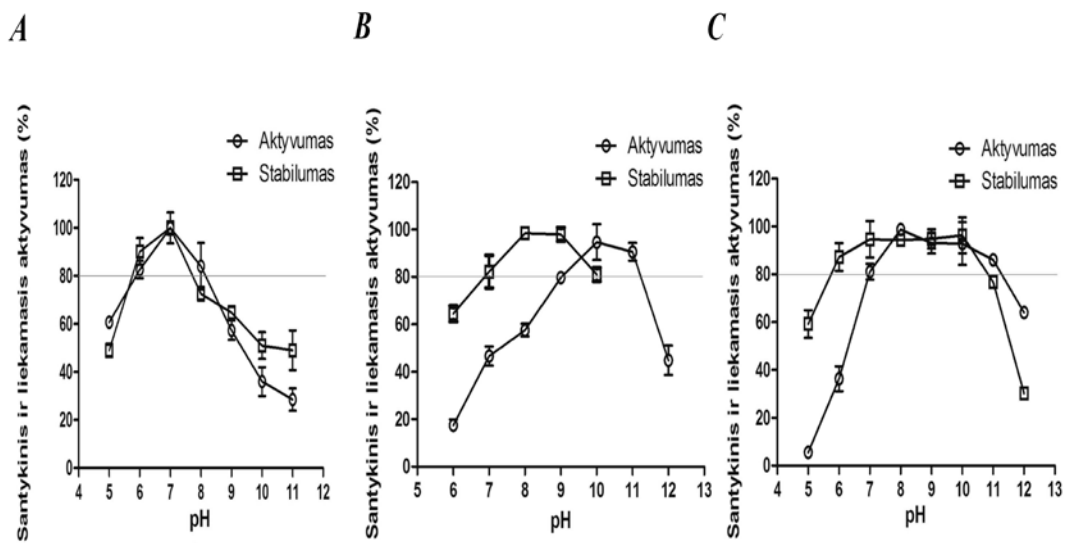 A
Santykinis ir liekamasis aktyvumas (%)
Aktyvumas
Stabilumas
120
100
80
60
40
20
0
4 5 6 7 8 9 10 11 12
pH
B
Santykinis ir liekamasis aktyvumas (%)
Aktyvumas
Stabilumas
120
100
80
60
40
20
0
5 6 7 8 9 10 11 12 13
pH
C
Santykinis ir liekamasis aktyvumas (%)
Aktyvumas
Stabilumas
120
100
80
60
40
20
0
4 5 6 7 8 9 10 11 12 13
pH